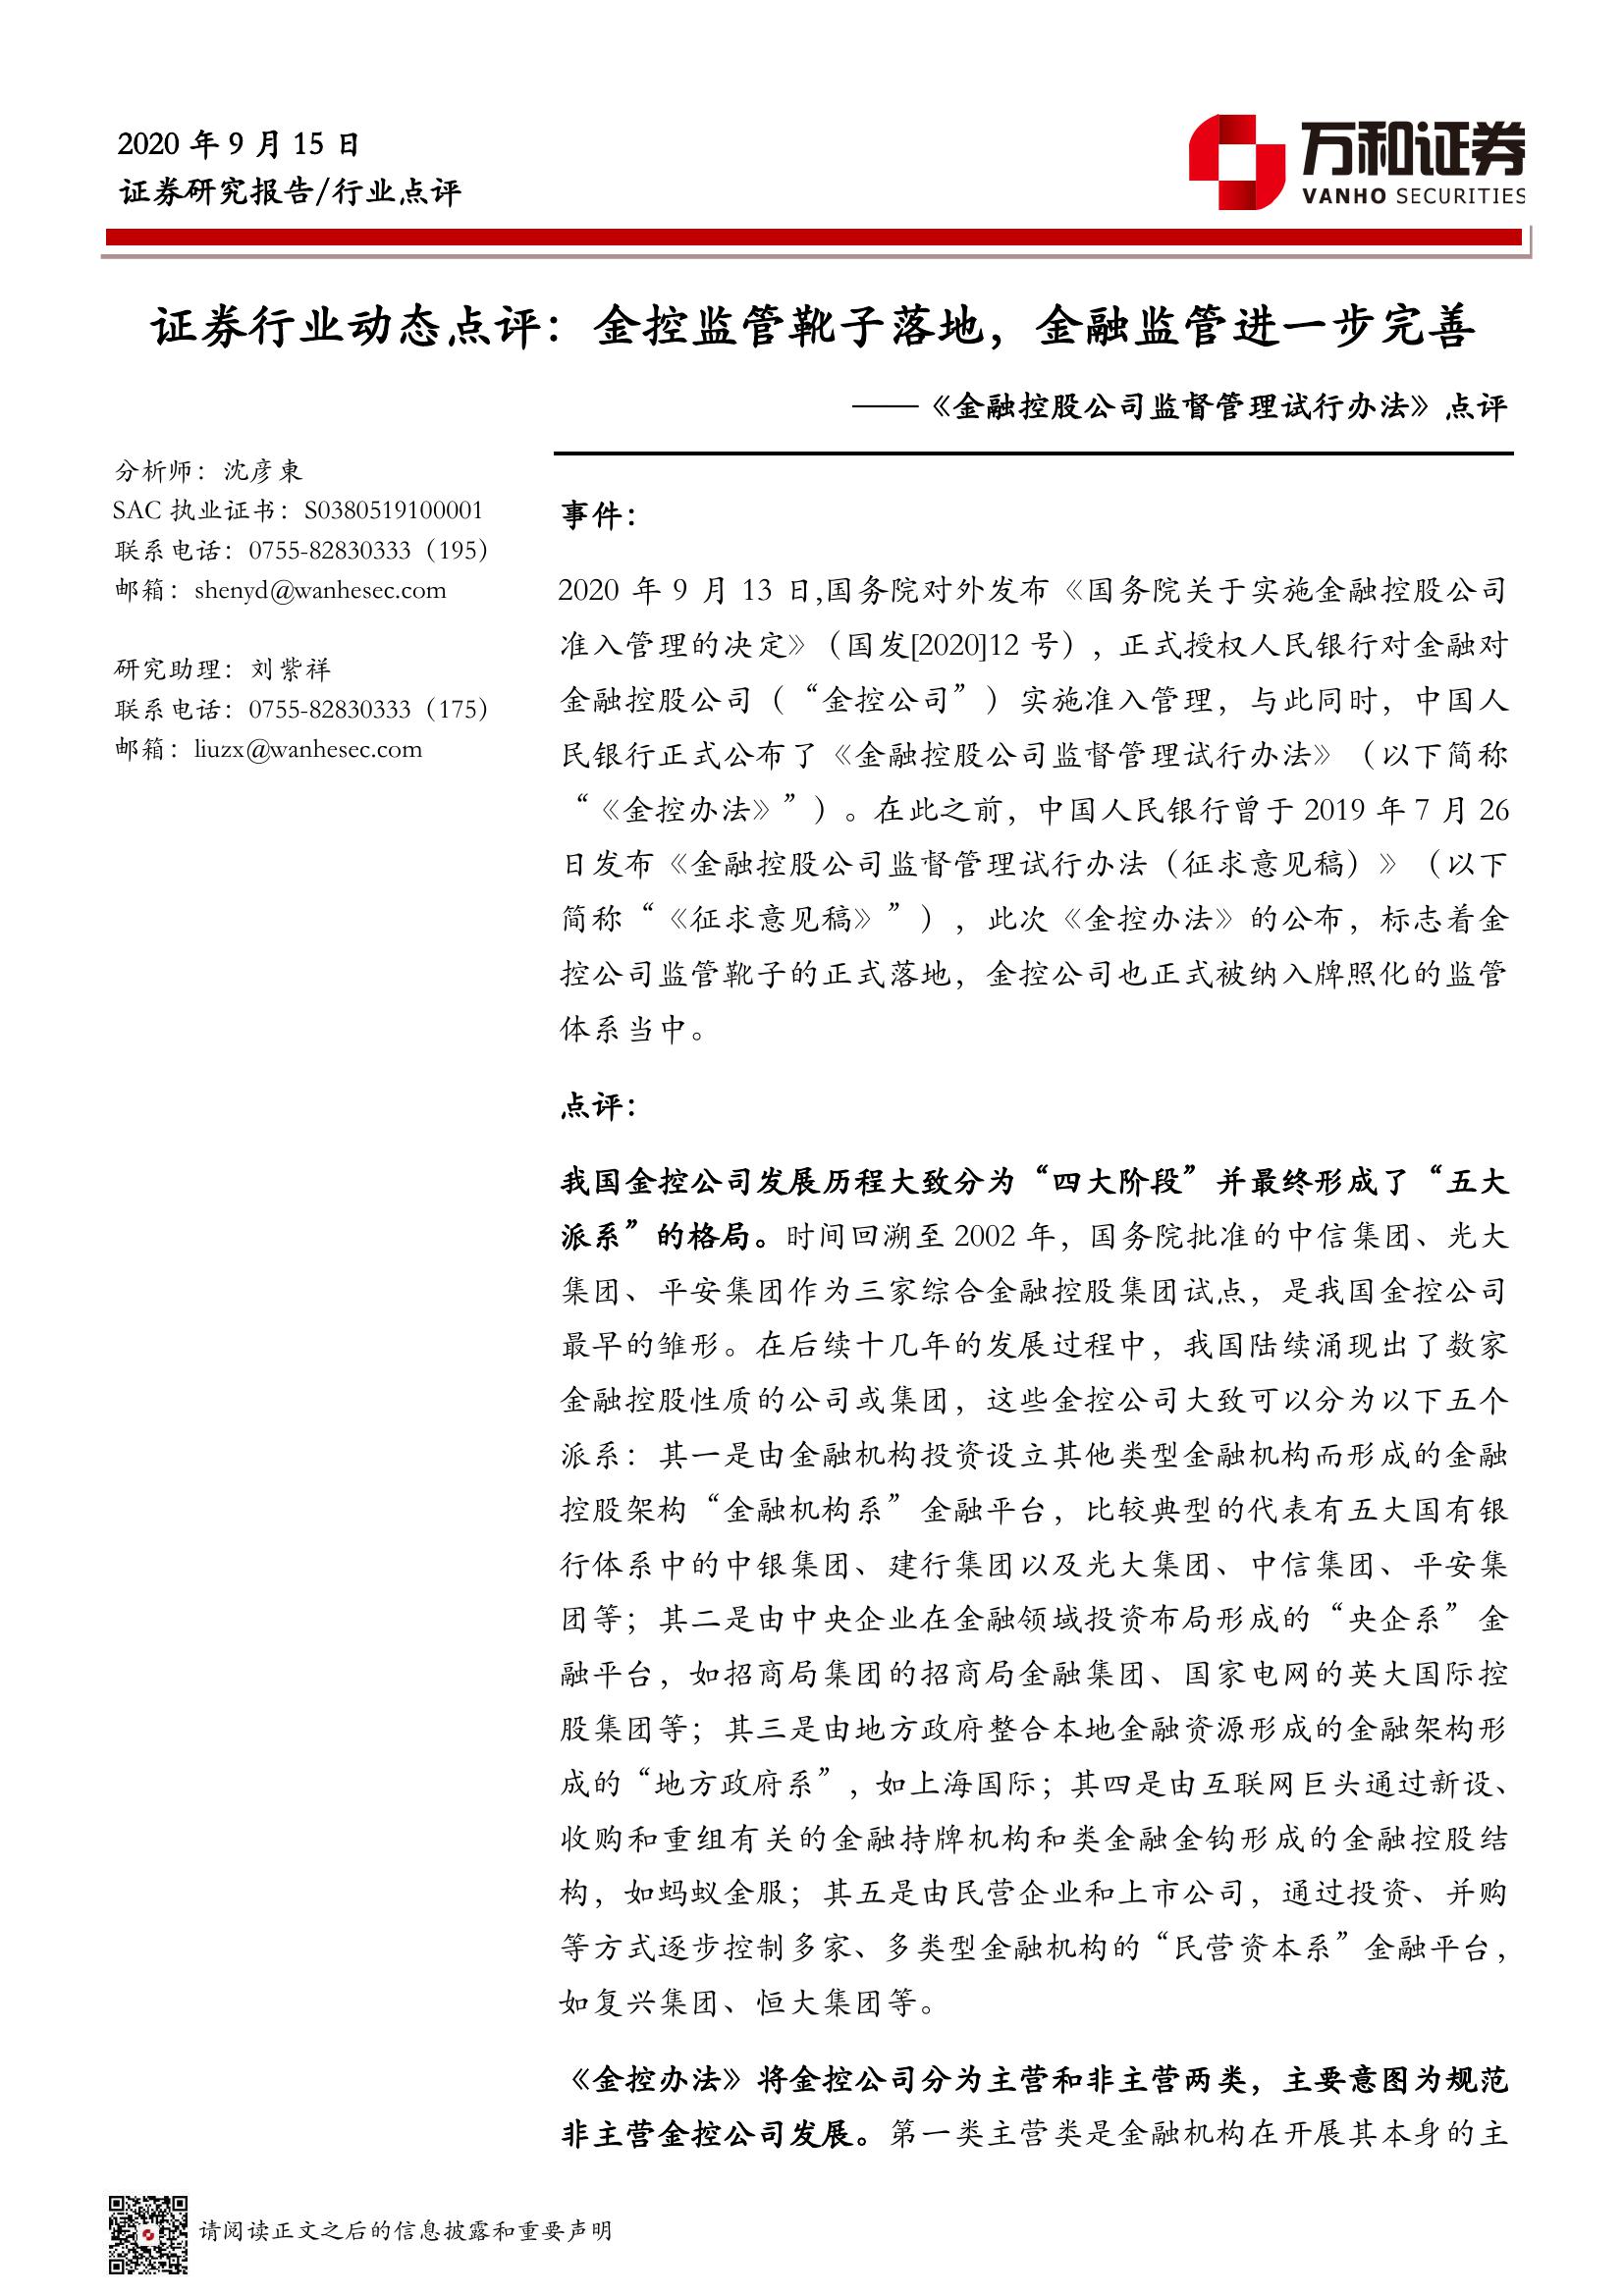 2020 年 9 月 15 日
证券研究报告/行业点评
万和证券
VANHO SECURITIES
证券行业动态点评：金控监管靴子落地，金融监管进一步完善
——《金融控股公司监督管理试行办法》点评
分析师：沈彦東
SAC 执业证书：S0380519100001
联系电话：0755-82830333（195）
邮箱：shenyd@wanhesec.com
研究助理：刘紫祥
联系电话：0755-82830333（175）
邮箱：liuzx@wanhesec.com
事件：
2020 年 9 月 13 日,国务院对外发布《国务院关于实施金融控股公司
准入管理的决定》（国发[2020]12 号），正式授权人民银行对金融对
金融控股公司（“金控公司”）实施准入管理，与此同时，中国人
民银行正式公布了《金融控股公司监督管理试行办法》（以下简称
“《金控办法》”）。在此之前，中国人民银行曾于 2019 年 7 月 26
日发布《金融控股公司监督管理试行办法（征求意见稿）》（以下
简称“《征求意见稿》”），此次《金控办法》的公布，标志着金
控公司监管靴子的正式落地，金控公司也正式被纳入牌照化的监管
体系当中。
点评：
我国金控公司发展历程大致分为“四大阶段”并最终形成了“五大
派系”的格局。时间回溯至 2002 年，国务院批准的中信集团、光大
集团、平安集团作为三家综合金融控股集团试点，是我国金控公司
最早的雏形。在后续十几年的发展过程中，我国陆续涌现出了数家
金融控股性质的公司或集团，这些金控公司大致可以分为以下五个
派系：其一是由金融机构投资设立其他类型金融机构而形成的金融
控股架构“金融机构系”金融平台，比较典型的代表有五大国有银
行体系中的中银集团、建行集团以及光大集团、中信集团、平安集
团等；其二是由中央企业在金融领域投资布局形成的“央企系”金
融平台，如招商局集团的招商局金融集团、国家电网的英大国际控
股集团等；其三是由地方政府整合本地金融资源形成的金融架构形
成的“地方政府系”，如上海国际；其四是由互联网巨头通过新设、
收购和重组有关的金融持牌机构和类金融金钩形成的金融控股结
构，如蚂蚁金服；其五是由民营企业和上市公司，通过投资、并购
等方式逐步控制多家、多类型金融机构的“民营资本系”金融平台，
如复兴集团、恒大集团等。
《金控办法》将金控公司分为主营和非主营两类，主要意图为规范
非主营金控公司发展。第一类主营类是金融机构在开展其本身的主
请阅读正文之后的信息披露和重要声明